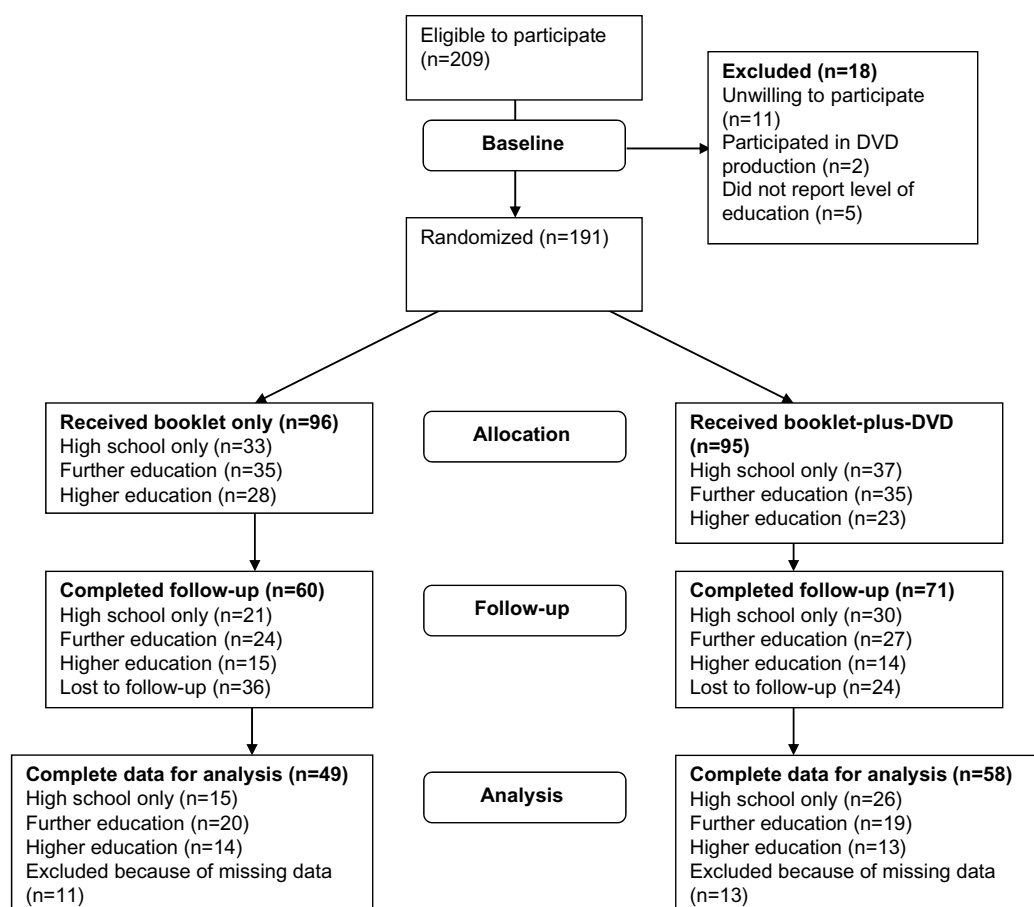 Eligible to participate
(n=209)
Excluded (n=18)
Unwilling to participate
(n=11)
Participated in DVD
production (n=2)
Did not report level of
education (n=5)
Baseline
Randomized (n=191)
Received booklet only (n=96)
High school only (n=33)
Further education (n=35)
Higher education (n=28)
Allocation
Received booklet-plus-DVD
(n=95)
High school only (n=37)
Further education (n=35)
Higher education (n=23)
Completed follow-up (n=60)
High school only (n=21)
Further education (n=24)
Higher education (n=15)
Lost to follow-up (n=36)
Follow-up
Completed follow-up (n=71)
High school only (n=30)
Further education (n=27)
Higher education (n=14)
Lost to follow-up (n=24)
Complete data for analysis (n=49)
High school only (n=15)
Further education (n=20)
Higher education (n=14)
Excluded because of missing data
(n=11)
Analysis
Complete data for analysis (n=58)
High school only (n=26)
Further education (n=19)
Higher education (n=13)
Excluded because of missing data
(n=13)